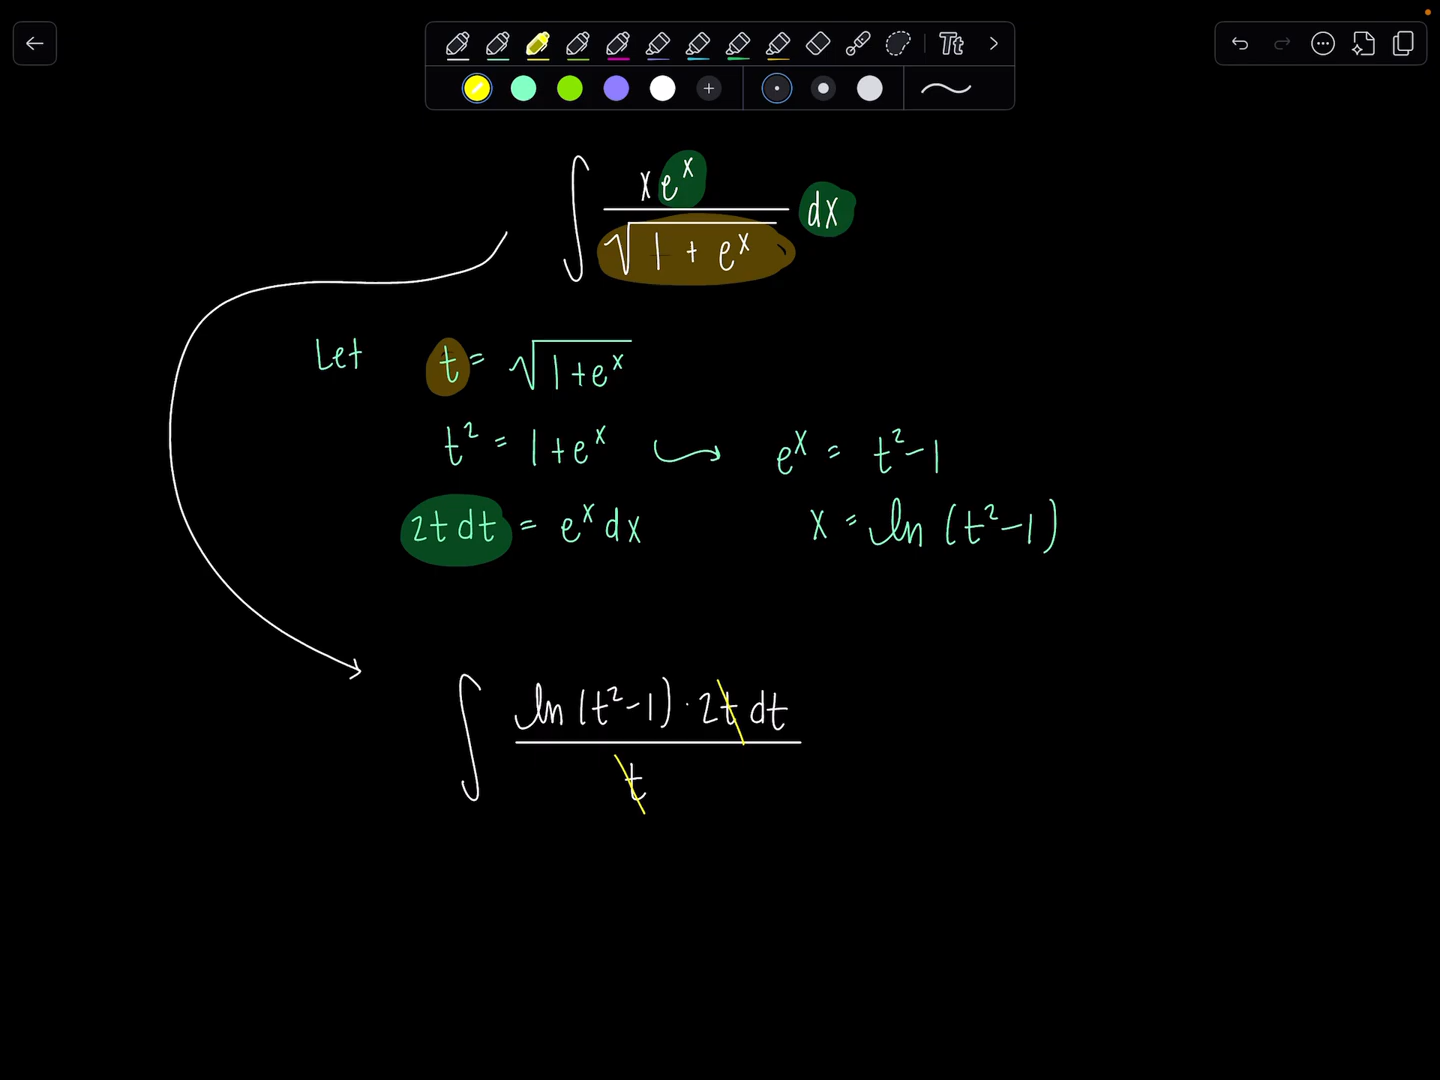 Tt
∫ xe^x / √(1 + e^x) dx
Let t = √(1+e^x)
t² = 1+e^x → e^x = t²-1
2t dt = e^x dx x = ln (t²-1)
∫ ln(t²-1) · 2t dt / t